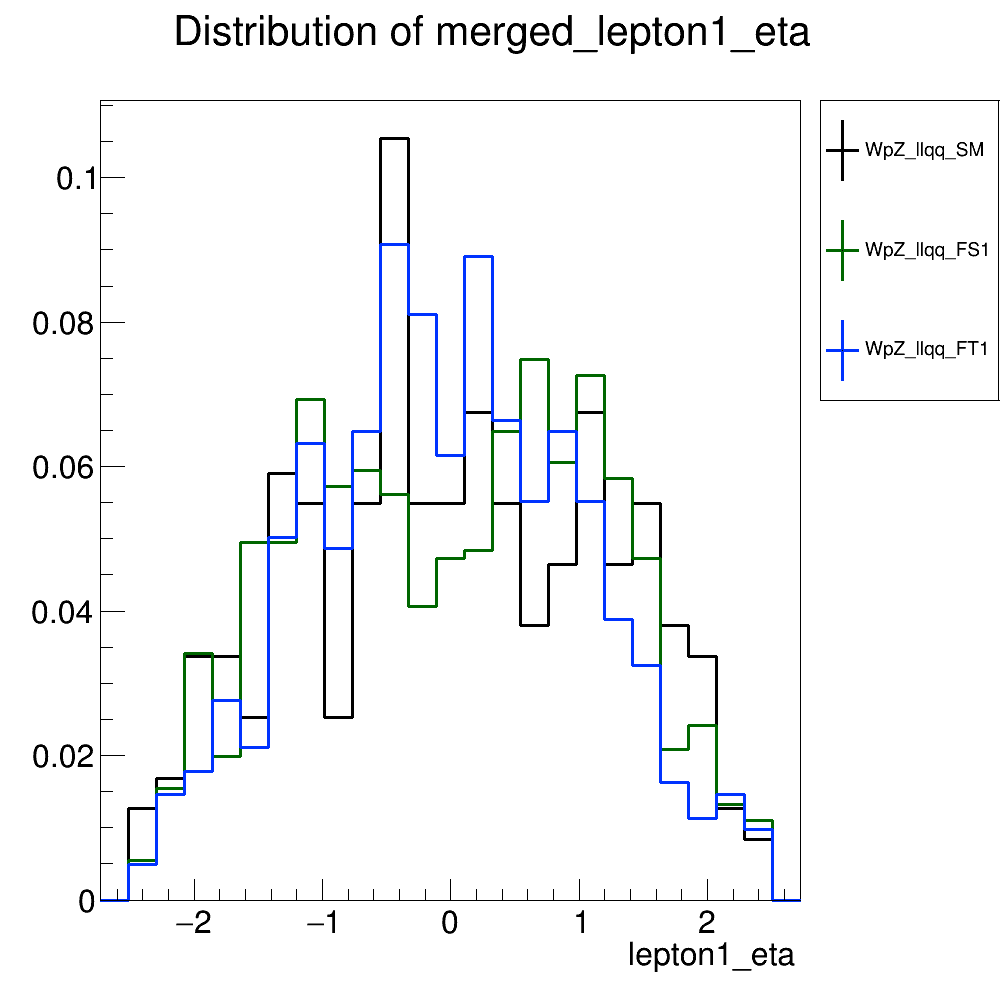 Distribution of merged_lepton1_eta
WpZ_llqq_SM
WpZ_llqq_FS1
WpZ_llqq_FT1
0.1
0.08
0.06
0.04
0.02
0
−2 −1 0 1 2
lepton1_eta